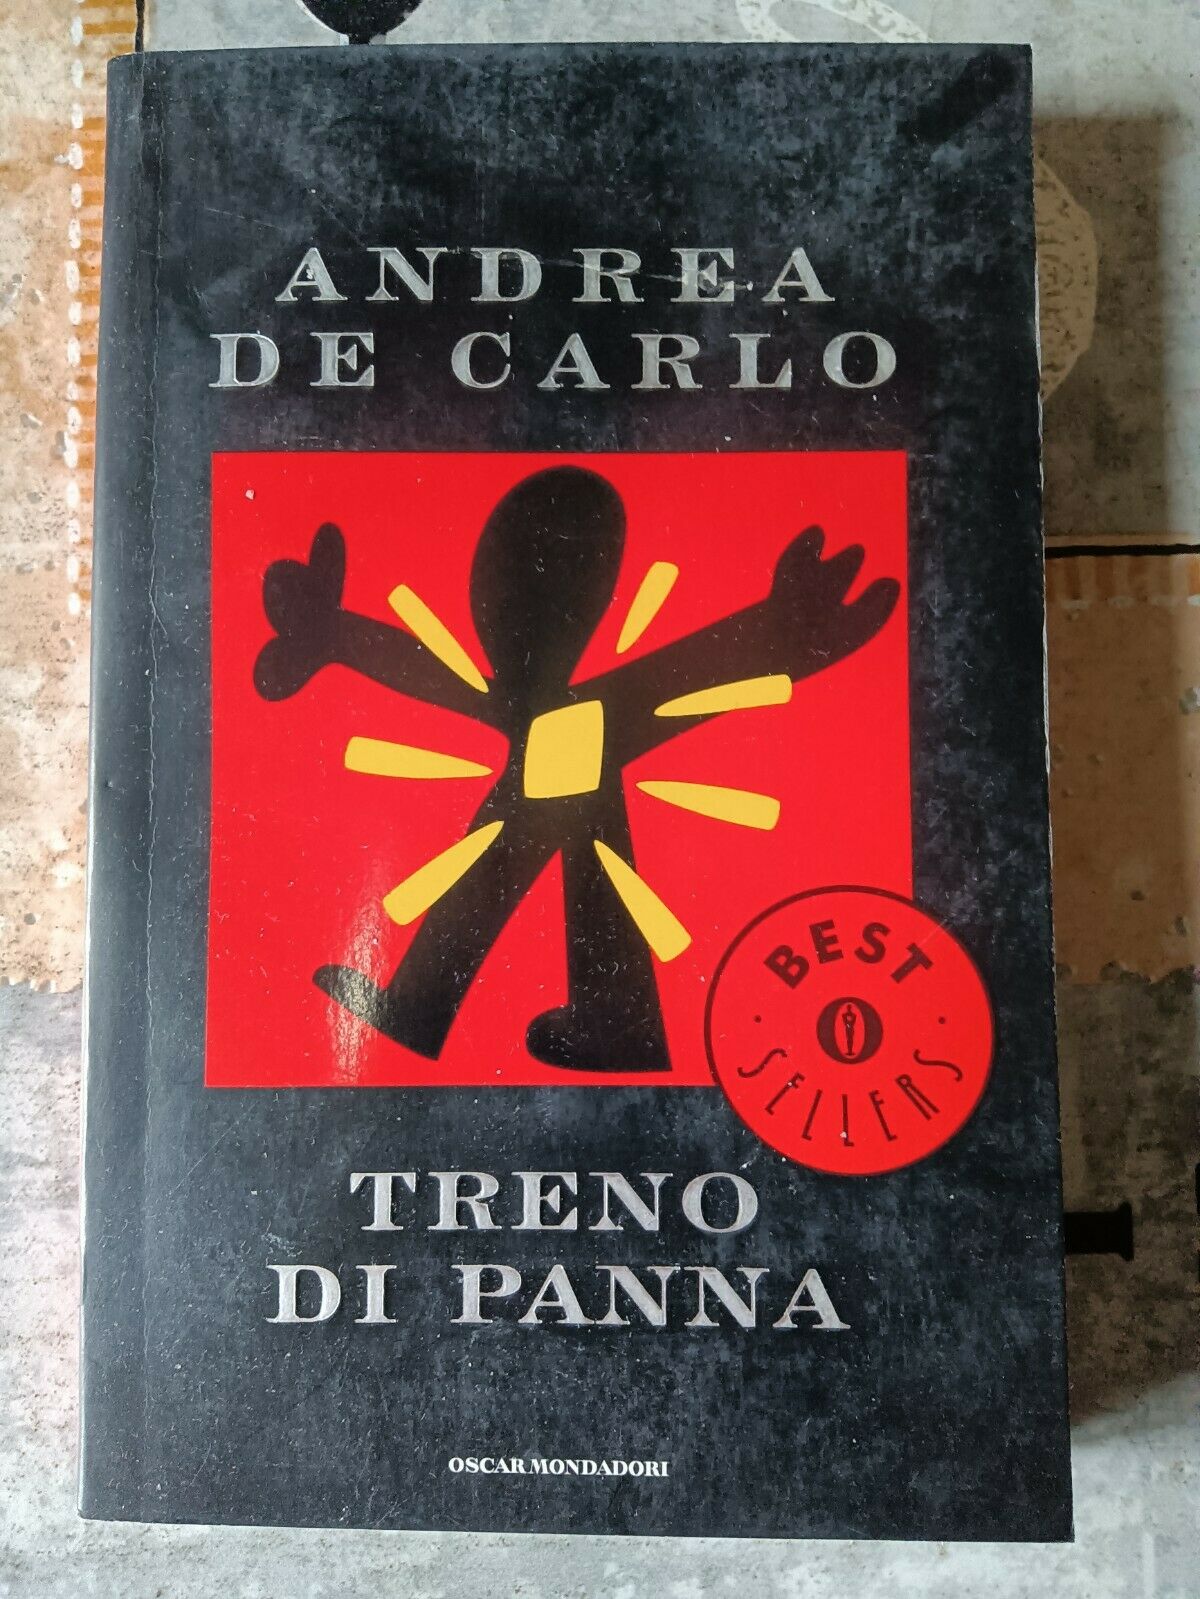 ANDREA
DE CARLO
BEST
SELLERS
TRENO
DI PANNA
OSCAR MONDADORI